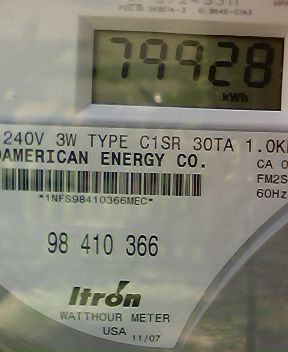 79928
kWh
240V 3W TYPE C1SR 30TA 1.0K
AMERICAN ENERGY CO.
CA
FM2S
60Hz
*1NFS98410366MEC*
98 410 366
Itron
WATTHOUR METER
USA 11/07